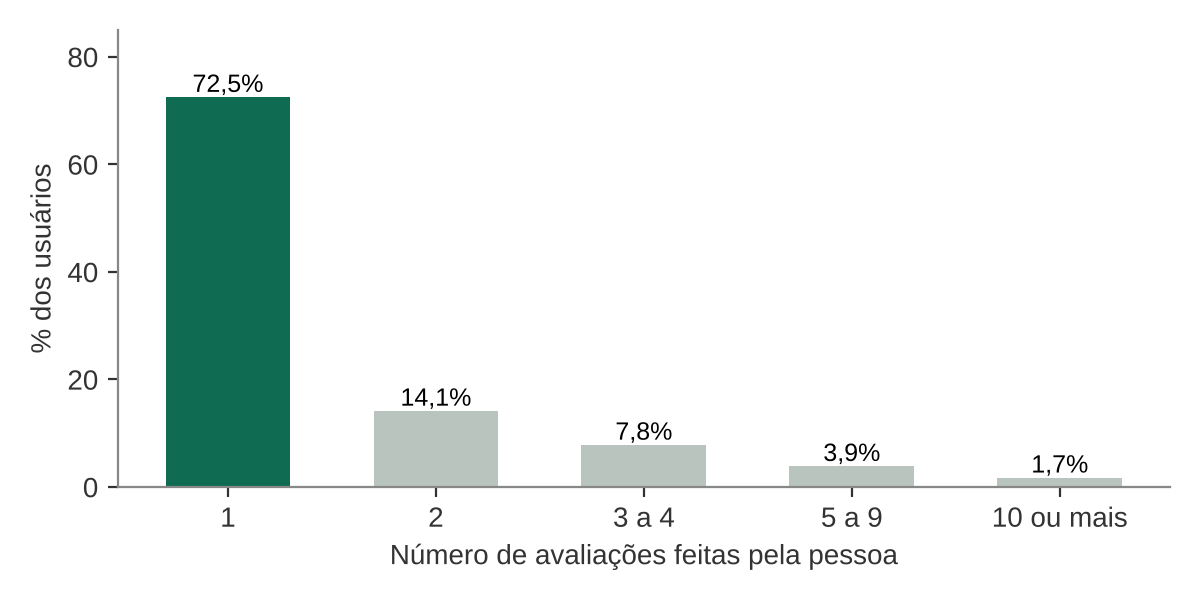 80
60
40
20
0
% dos usuários
72,5%
14,1%
7,8%
3,9%
1,7%
1
2
3 a 4
5 a 9
10 ou mais
Número de avaliações feitas pela pessoa